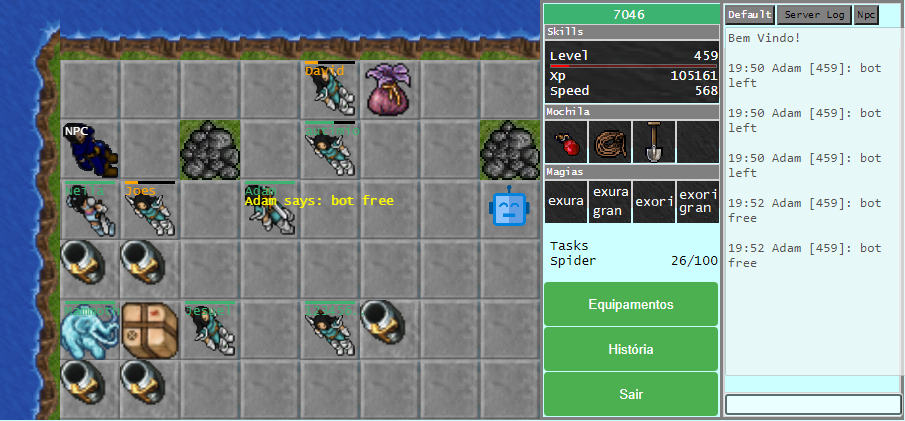 David
NPC
Gustavo
Jella
Joes
Adam
Adam says: bot free
Jesuel
7046
Skills
Level 459
Xp 105161
Speed 568
Mochila
Magias
exura
exura gran
exori
exori gran
Tasks
Spider 26/100
Equipamentos
História
Sair
Default Server Log Npc
Bem Vindo!
19:50 Adam [459]: bot
left
19:50 Adam [459]: bot
left
19:50 Adam [459]: bot
left
19:52 Adam [459]: bot
free
19:52 Adam [459]: bot
free